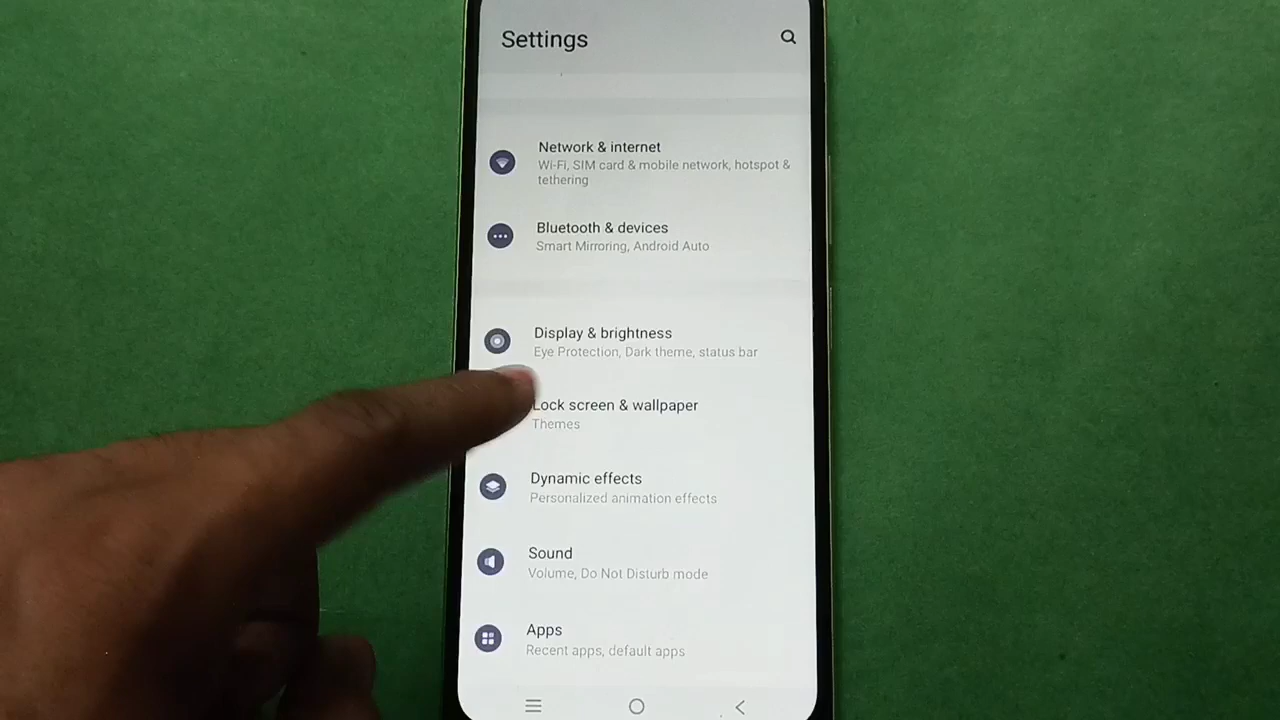 Settings
Network & internet
Wi-Fi, SIM card & mobile network, hotspot &
tethering
Bluetooth & devices
Smart Mirroring, Android Auto
Display & brightness
Eye Protection, Dark theme, status bar
Lock screen & wallpaper
Themes
Dynamic effects
Personalized animation effects
Sound
Volume, Do Not Disturb mode
Apps
Recent apps, default apps